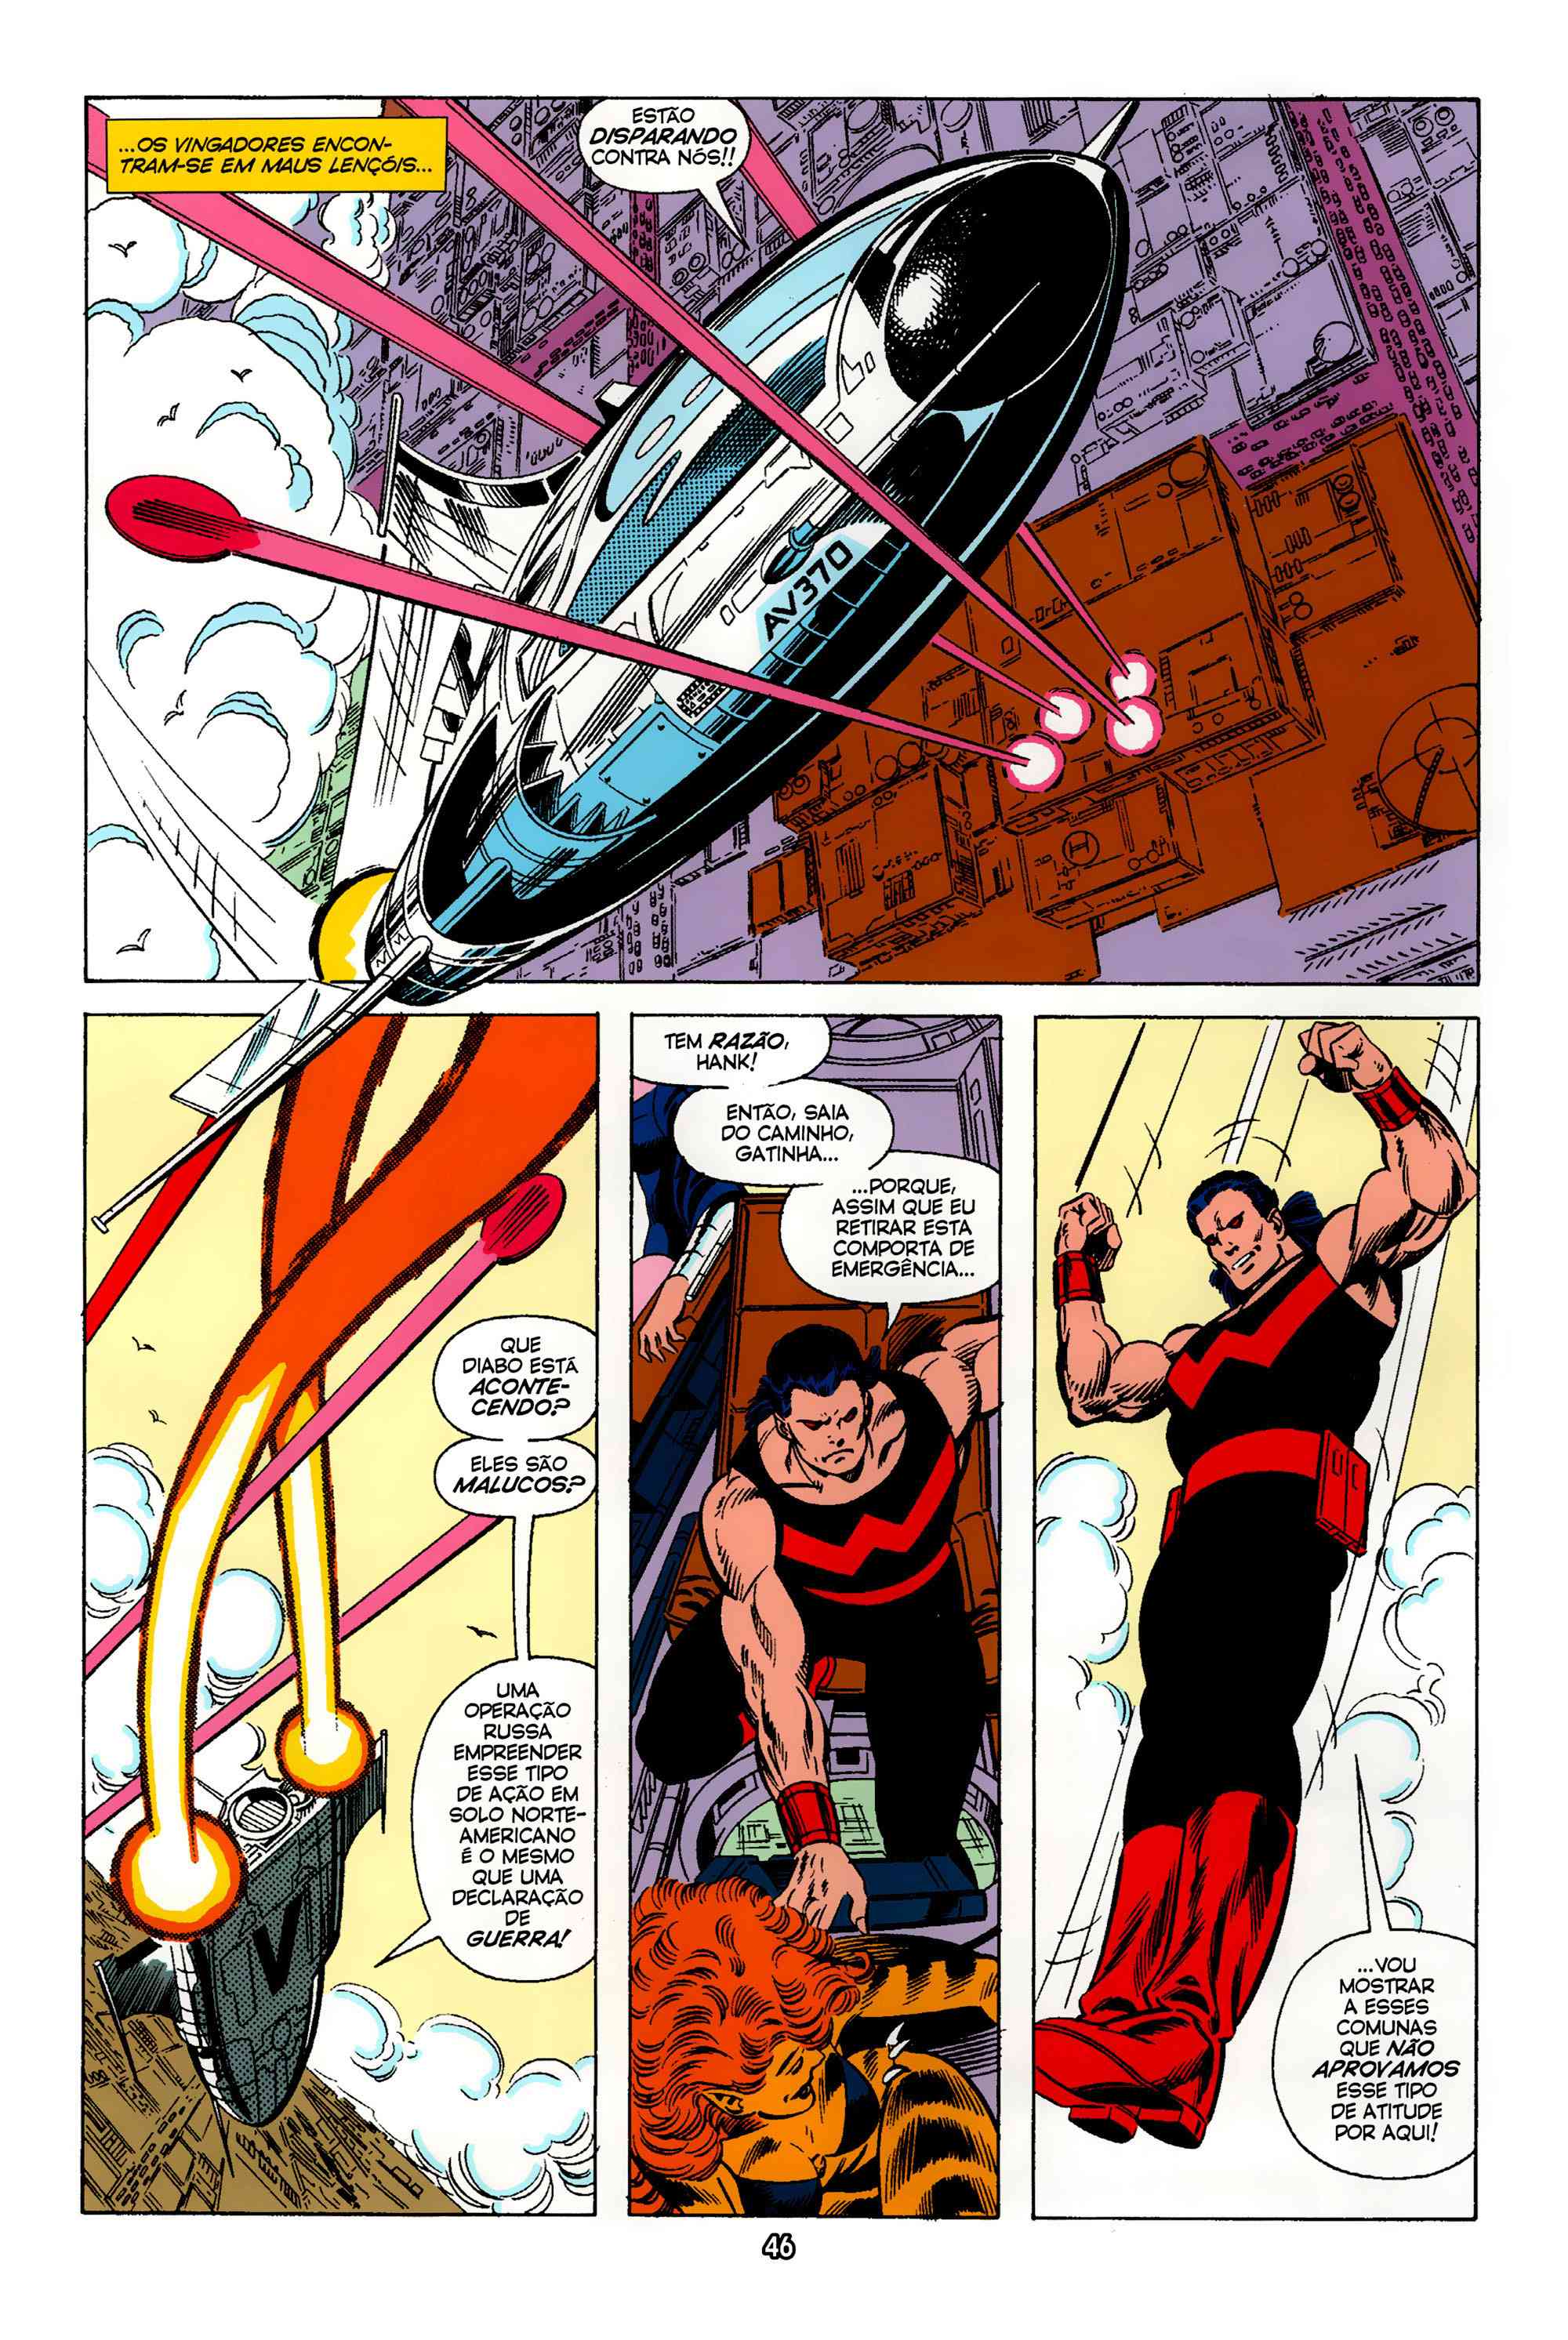 ...OS VINGADORES ENCON-
TRAM-SE EM MAUS LENÇÓIS...
ESTÃO
DISPARANDO
CONTRA NÓS!!
AV370
QUE
DIABO ESTÁ
ACONTE-
CENDO?
ELES SÃO
MALUCOS?
UMA
OPERAÇÃO
RUSSA
EMPREENDER
ESSE TIPO
DE AÇÃO EM
SOLO NORTE-
AMERICANO
É O MESMO
QUE UMA
DECLARAÇÃO
DE
GUERRA!
TEM RAZÃO,
HANK!
ENTÃO, SAIA
DO CAMINHO,
GATINHA...
...PORQUE,
ASSIM QUE EU
RETIRAR ESTA
COMPORTA DE
EMERGÊNCIA...
...VOU
MOSTRAR
A ESSES
COMUNAS
QUE NÃO
APROVAMOS
ESSE TIPO
DE ATITUDE
POR AQUI!
46